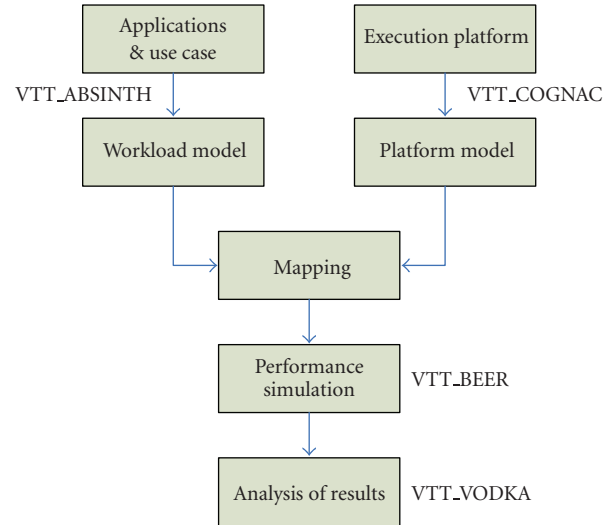 Applications
& use case
Execution platform
VTT_ABSINTH
VTT_COGNAC
Workload model
Platform model
Mapping
Performance
simulation
VTT_BEER
Analysis of results
VTT_VODKA